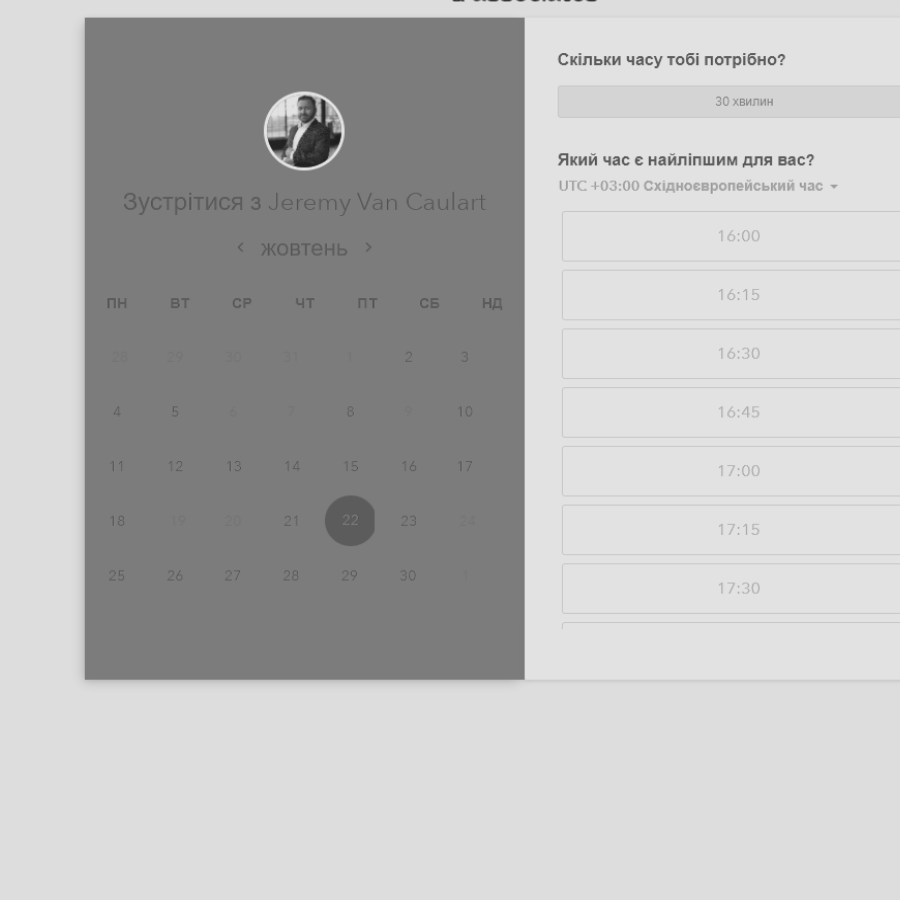 Зустрітися з Jeremy Van Caulart
жовтень
ПН ВТ СР ЧТ ПТ СБ НД
28 29 30 31 1 2 3
4 5 6 7 8 9 10
11 12 13 14 15 16 17
18 19 20 21 22 23 24
25 26 27 28 29 30
Скільки часу тобі потрібно?
30 хвилин
Який час є найліпшим для вас?
UTC +03:00 Східноєвропейський час
16:00
16:15
16:30
16:45
17:00
17:15
17:30